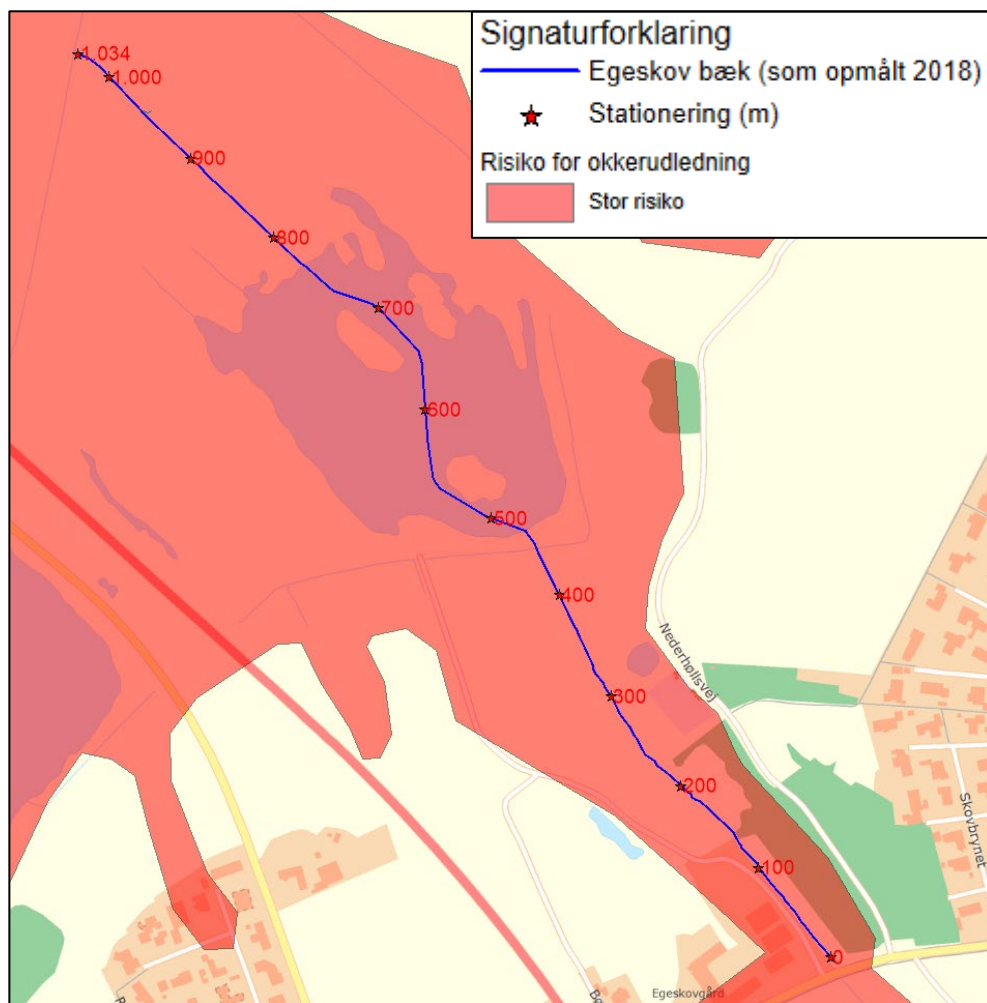 Signaturforklaring
Egeskov bæk (som opmålt 2018)
Stationering (m)
Risiko for okkerudledning
Stor risiko
1.034
1.000
900
800
700
600
500
400
300
200
100
0
Nederhøllsvej
Skovbrynet
Egeskovgård